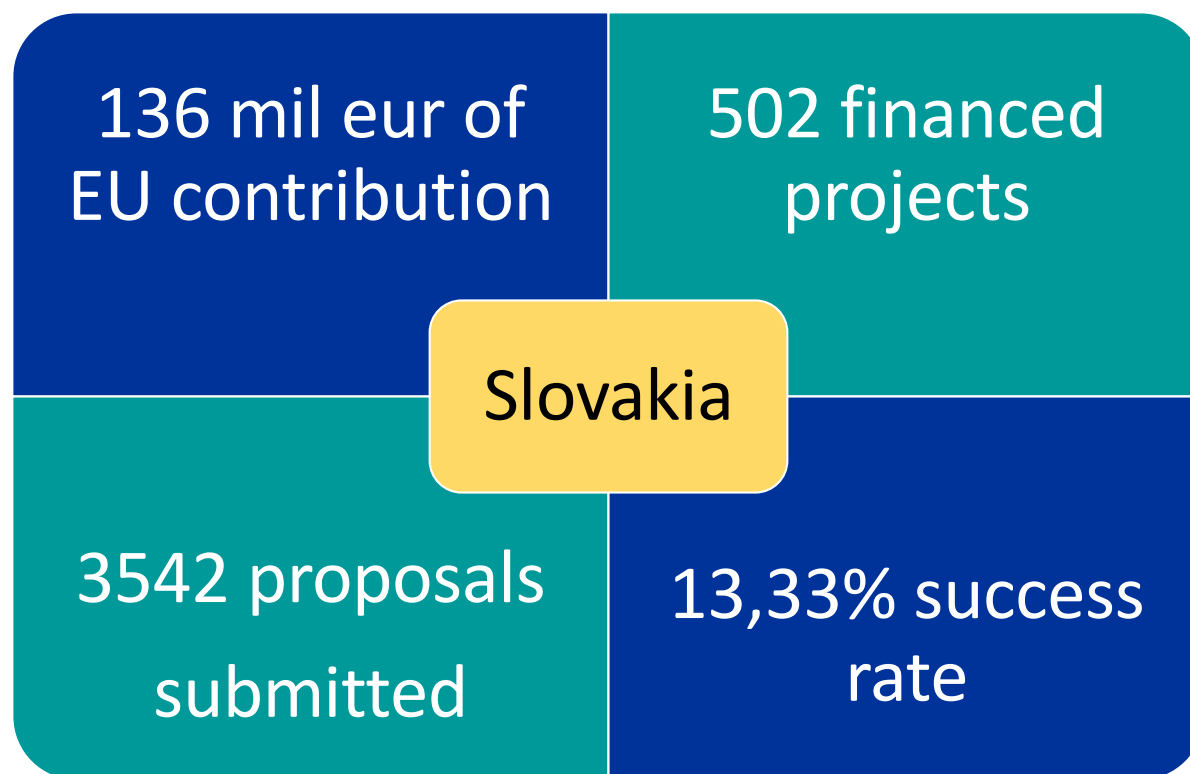 136 mil eur of
EU contribution
502 financed
projects
Slovakia
3542 proposals
submitted
13,33% success
rate